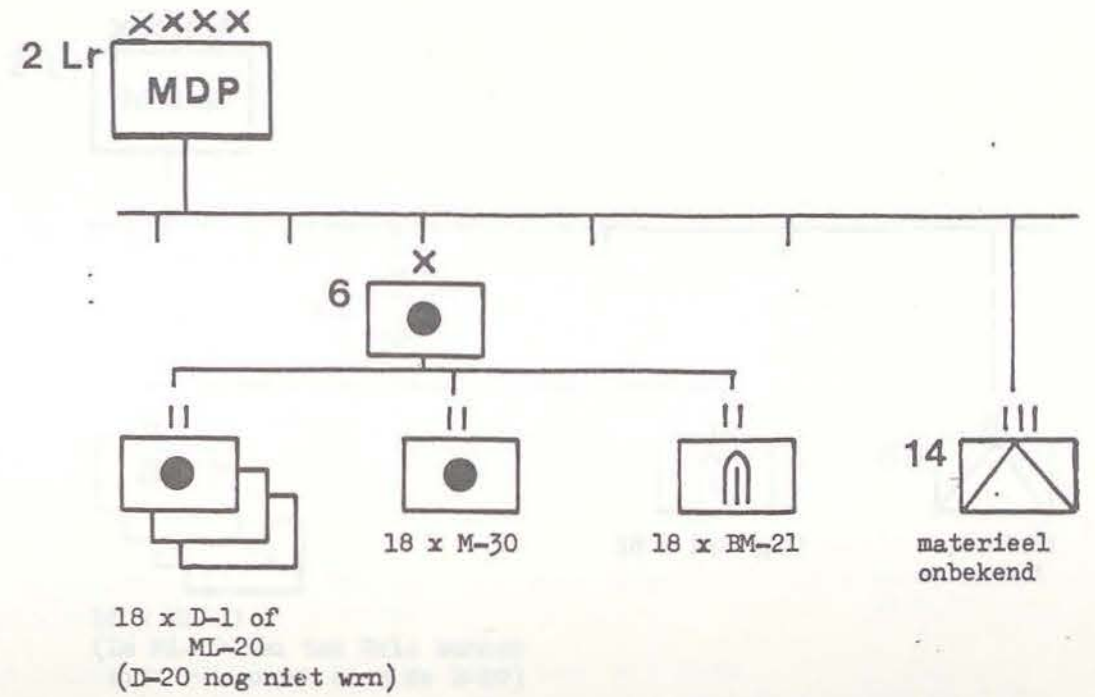 ××××
2 Lr
MDP
×
6
II
II
II
III
14
18 x M-30
18 x BM-21
materieel
onbekend
18 x D-1 of
ML-20
(D-20 nog niet wrn)